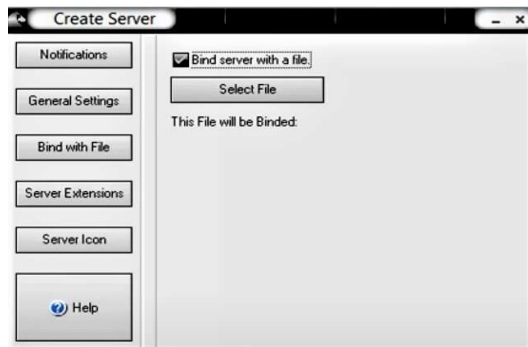 Create Server
Notifications
General Settings
Bind with File
Server Extensions
Server Icon
Help
Bind server with a file.
Select File
This File will be Binded: